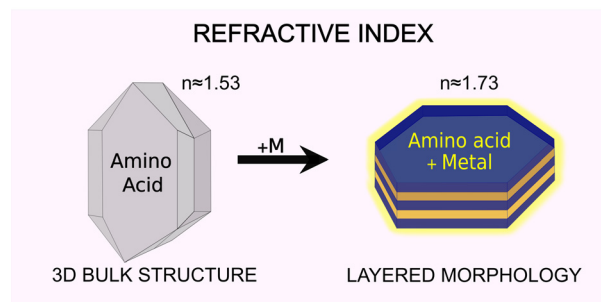 REFRACTIVE INDEX
n≈1.53
n≈1.73
Amino
Acid
+M
Amino acid
+ Metal
3D BULK STRUCTURE
LAYERED MORPHOLOGY